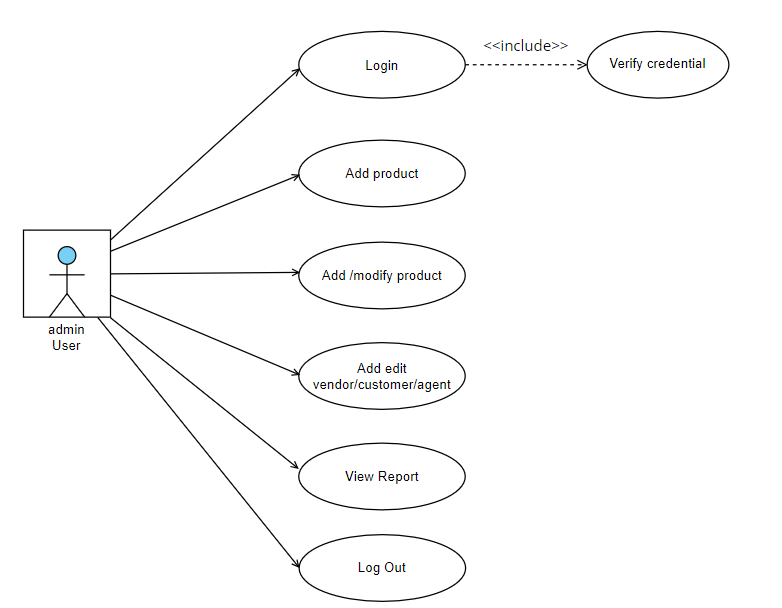 <<include>>
Login
Verify credential
Add product
Add /modify product
admin
User
Add edit
vendor/customer/agent
View Report
Log Out